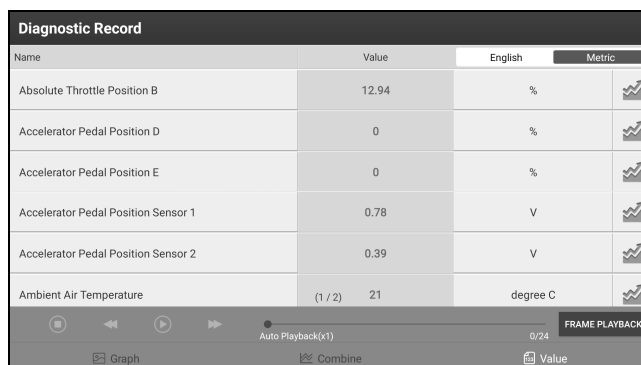 Diagnostic Record
Name Value English Metric
Absolute Throttle Position B 12.94 %
Accelerator Pedal Position D 0 %
Accelerator Pedal Position E 0 %
Accelerator Pedal Position Sensor 1 0.78 V
Accelerator Pedal Position Sensor 2 0.39 V
Ambient Air Temperature (1 / 2) 21 degree C
Auto Playback(x1) 0/24 FRAME PLAYBACK
Graph Combine 123 Value